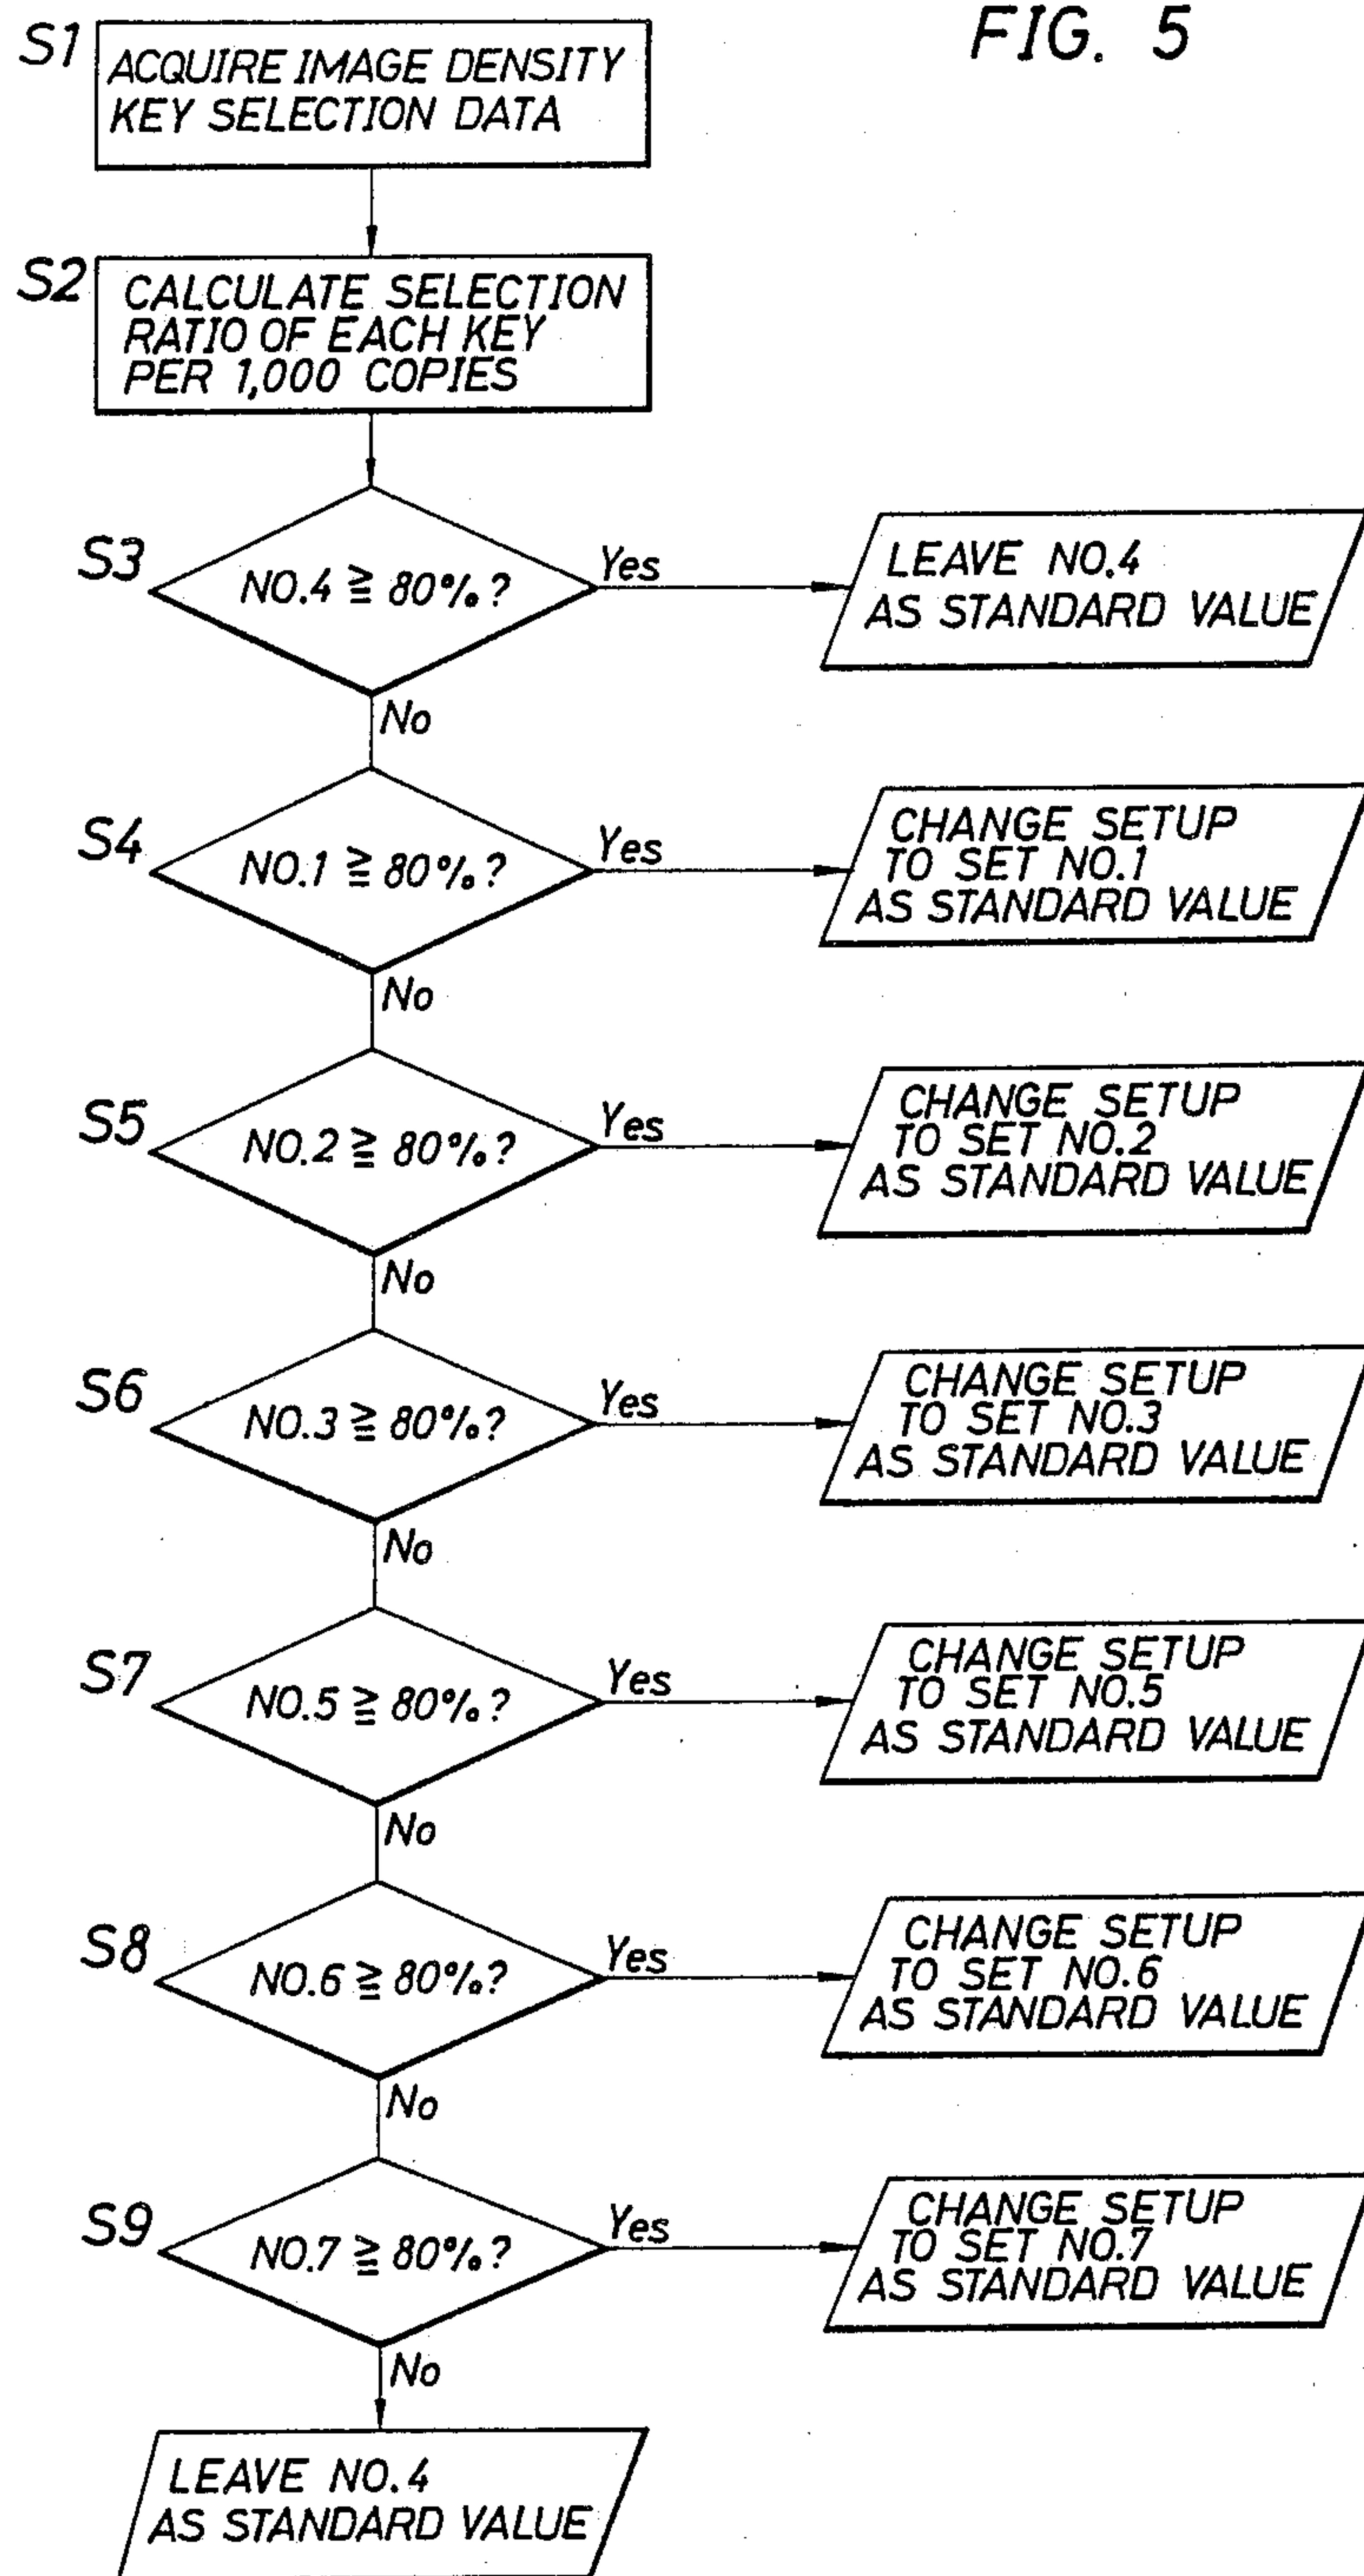 FIG. 5
S1
ACQUIRE IMAGE DENSITY
KEY SELECTION DATA
S2
CALCULATE SELECTION
RATIO OF EACH KEY
PER 1,000 COPIES
S3
NO.4 ≧ 80%?
Yes
LEAVE NO.4
AS STANDARD VALUE
No
S4
NO.1 ≧ 80%?
Yes
CHANGE SETUP
TO SET NO.1
AS STANDARD VALUE
No
S5
NO.2 ≧ 80%?
Yes
CHANGE SETUP
TO SET NO.2
AS STANDARD VALUE
No
S6
NO.3 ≧ 80%?
Yes
CHANGE SETUP
TO SET NO.3
AS STANDARD VALUE
No
S7
NO.5 ≧ 80%?
Yes
CHANGE SETUP
TO SET NO.5
AS STANDARD VALUE
No
S8
NO.6 ≧ 80%?
Yes
CHANGE SETUP
TO SET NO.6
AS STANDARD VALUE
No
S9
NO.7 ≧ 80%?
Yes
CHANGE SETUP
TO SET NO.7
AS STANDARD VALUE
No
LEAVE NO.4
AS STANDARD VALUE